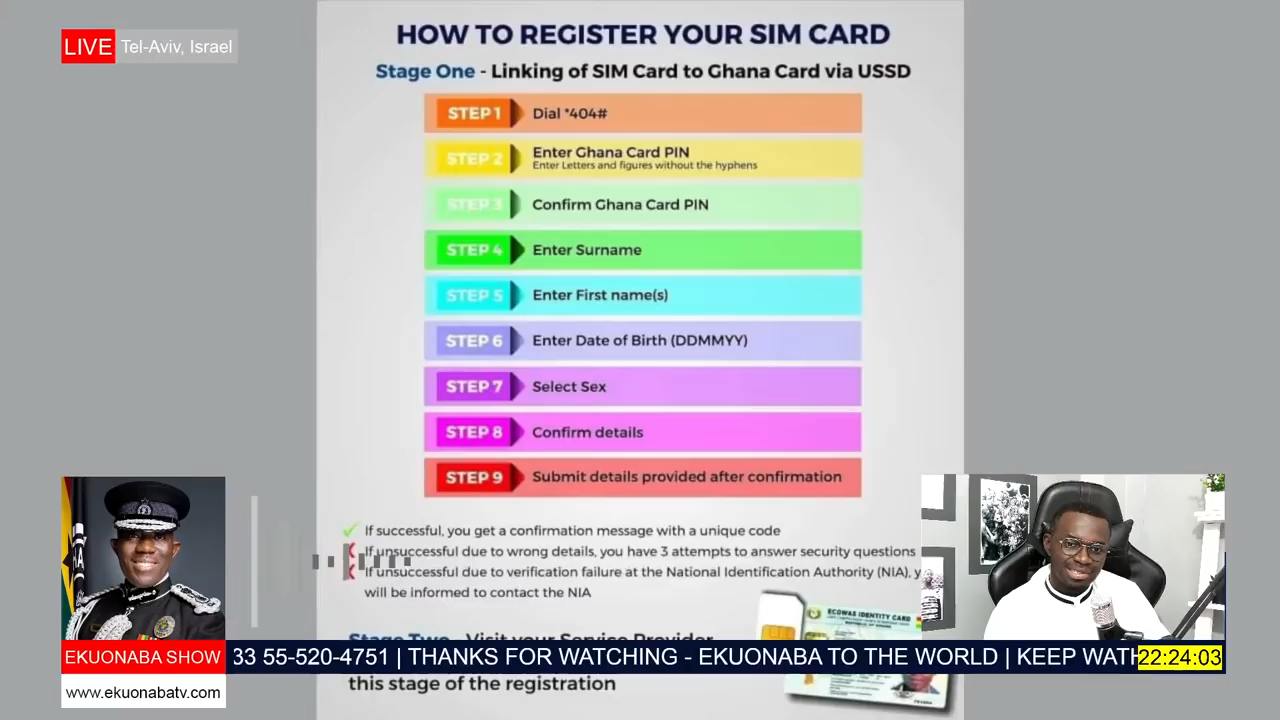 LIVE Tel-Aviv, Israel
HOW TO REGISTER YOUR SIM CARD
Stage One - Linking of SIM Card to Ghana Card via USSD
STEP 1 Dial *404#
STEP 2 Enter Ghana Card PIN
Enter Letters and figures without the hyphens
STEP 3 Confirm Ghana Card PIN
STEP 4 Enter Surname
STEP 5 Enter First name(s)
STEP 6 Enter Date of Birth (DDMMYY)
STEP 7 Select Sex
STEP 8 Confirm details
STEP 9 Submit details provided after confirmation
If successful, you get a confirmation message with a unique code
If unsuccessful due to wrong details, you have 3 attempts to answer security questions
If unsuccessful due to verification failure at the National Identification Authority (NIA), y
will be informed to contact the NIA
ECOWAS IDENTITY CARD
Stage Two - Visit your Service Provider
EKUONABA SHOW 33 55-520-4751 | THANKS FOR WATCHING - EKUONABA TO THE WORLD | KEEP WATH 22:24:03
this stage of the registration
www.ekuonabatv.com